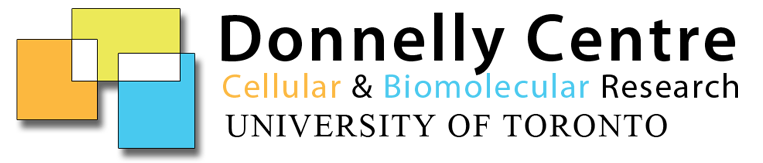 Donnelly Centre
Cellular & Biomolecular Research
UNIVERSITY OF TORONTO